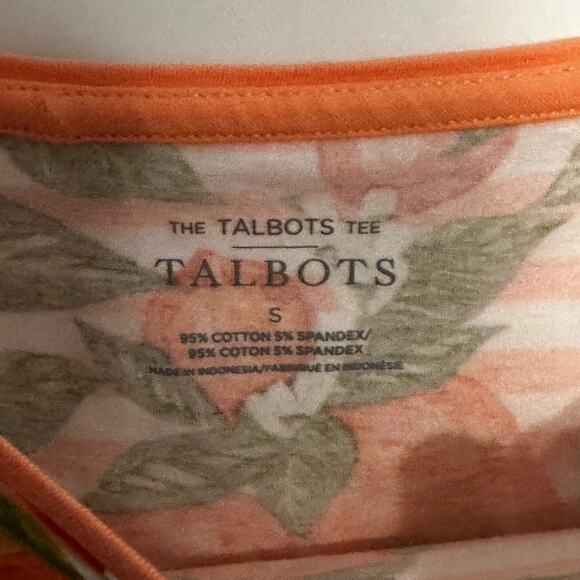 THE TALBOTS TEE
TALBOTS
S
95% COTTON 5% SPANDEX/
95% COTON 5% SPANDEX
MADE IN INDONESIA/FABRIQUÉ EN INDONÉSIE